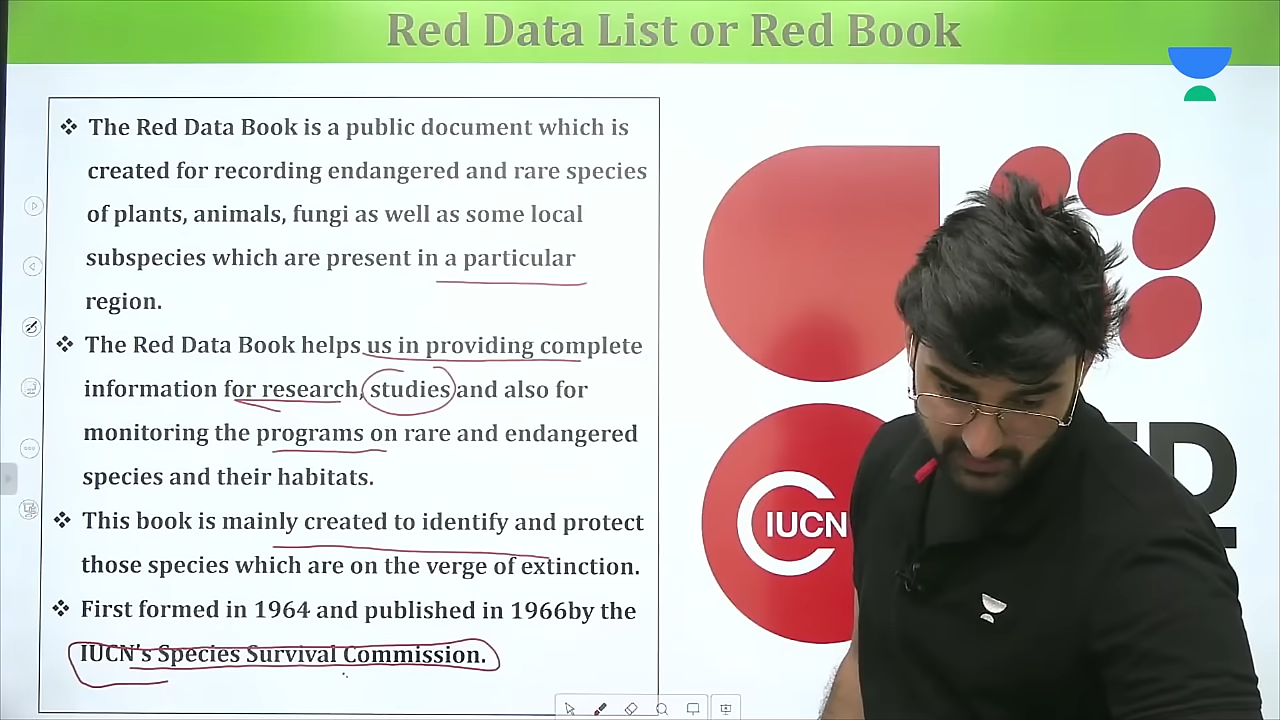 Red Data List or Red Book
❖ The Red Data Book is a public document which is
created for recording endangered and rare species
of plants, animals, fungi as well as some local
subspecies which are present in a particular
region.
❖ The Red Data Book helps us in providing complete
information for research, studies and also for
monitoring the programs on rare and endangered
species and their habitats.
❖ This book is mainly created to identify and protect
those species which are on the verge of extinction.
❖ First formed in 1964 and published in 1966by the
IUCN's Species Survival Commission.
IUCN